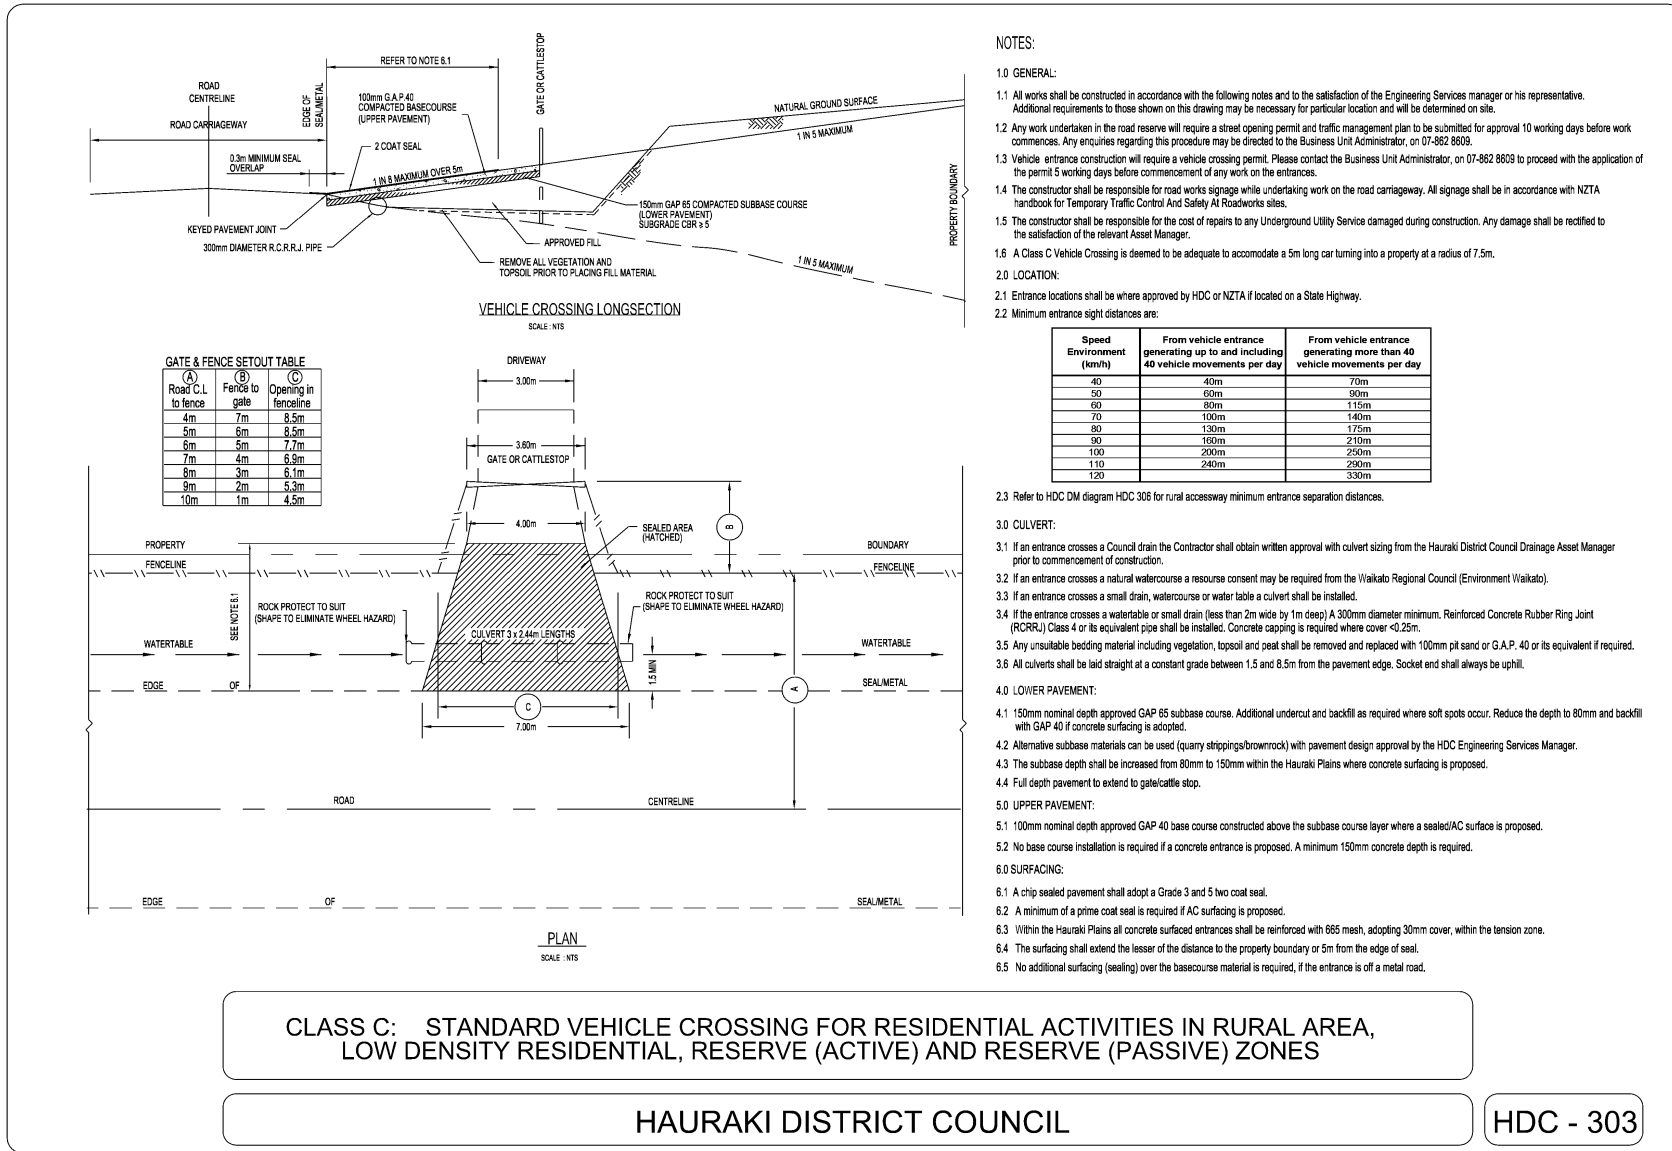 REFER TO NOTE 6.1
GATE OR CATTLESTOP
ROAD
CENTRELINE
EDGE OF
SEAL/METAL
100mm G.A.P.40
COMPACTED BASECOURSE
(UPPER PAVEMENT)
NATURAL GROUND SURFACE
ROAD CARRIAGEWAY
1 IN 5 MAXIMUM
2 COAT SEAL
0.3m MINIMUM SEAL
OVERLAP
1 IN 8 MAXIMUM OVER 5m
PROPERTY BOUNDARY
150mm GAP 65 COMPACTED SUBBASE COURSE
(LOWER PAVEMENT)
SUBGRADE CBR ≥ 5
KEYED PAVEMENT JOINT
300mm DIAMETER R.C.R.R.J. PIPE
APPROVED FILL
REMOVE ALL VEGETATION AND
TOPSOIL PRIOR TO PLACING FILL MATERIAL
1 IN 5 MAXIMUM
VEHICLE CROSSING LONGSECTION
SCALE : NTS
GATE & FENCE SETOUT TABLE
A B C
Road C.L Fence to Opening in
to fence gate fenceline
4m 7m 8.5m
5m 6m 8.5m
6m 5m 7.7m
7m 4m 6.9m
8m 3m 6.1m
9m 2m 5.3m
10m 1m 4.5m
DRIVEWAY
3.00m
3.60m
GATE OR CATTLESTOP
4.00m
SEALED AREA
(HATCHED)
B
PROPERTY BOUNDARY
FENCELINE FENCELINE
SEE NOTE 6.1
ROCK PROTECT TO SUIT
(SHAPE TO ELIMINATE WHEEL HAZARD)
ROCK PROTECT TO SUIT
(SHAPE TO ELIMINATE WHEEL HAZARD)
CULVERT 3 x 2.44m LENGTHS
WATERTABLE WATERTABLE
1.5 MIN
EDGE OF SEAL/METAL
A
C
7.00m
ROAD CENTRELINE
EDGE OF SEAL/METAL
PLAN
SCALE : NTS
NOTES:
1.0 GENERAL:
1.1 All works shall be constructed in accordance with the following notes and to the satisfaction of the Engineering Services manager or his representative.
Additional requirements to those shown on this drawing may be necessary for particular location and will be determined on site.
1.2 Any work undertaken in the road reserve will require a street opening permit and traffic management plan to be submitted for approval 10 working days before work
commences. Any enquiries regarding this procedure may be directed to the Business Unit Administrator, on 07-862 8609.
1.3 Vehicle entrance construction will require a vehicle crossing permit. Please contact the Business Unit Administrator, on 07-862 8609 to proceed with the application of
the permit 5 working days before commencement of any work on the entrances.
1.4 The constructor shall be responsible for road works signage while undertaking work on the road carriageway. All signage shall be in accordance with NZTA
handbook for Temporary Traffic Control And Safety At Roadworks sites.
1.5 The constructor shall be responsible for the cost of repairs to any Underground Utility Service damaged during construction. Any damage shall be rectified to
the satisfaction of the relevant Asset Manager.
1.6 A Class C Vehicle Crossing is deemed to be adequate to accomodate a 5m long car turning into a property at a radius of 7.5m.
2.0 LOCATION:
2.1 Entrance locations shall be where approved by HDC or NZTA if located on a State Highway.
2.2 Minimum entrance sight distances are:
Speed From vehicle entrance From vehicle entrance
Environment generating up to and including generating more than 40
(km/h) 40 vehicle movements per day vehicle movements per day
40 40m 70m
50 60m 90m
60 80m 115m
70 100m 140m
80 130m 175m
90 160m 210m
100 200m 250m
110 240m 290m
120 330m
2.3 Refer to HDC DM diagram HDC 306 for rural accessway minimum entrance separation distances.
3.0 CULVERT:
3.1 If an entrance crosses a Council drain the Contractor shall obtain written approval with culvert sizing from the Hauraki District Council Drainage Asset Manager
prior to commencement of construction.
3.2 If an entrance crosses a natural watercourse a resourse consent may be required from the Waikato Regional Council (Environment Waikato).
3.3 If an entrance crosses a small drain, watercourse or water table a culvert shall be installed.
3.4 If the entrance crosses a watertable or small drain (less than 2m wide by 1m deep) A 300mm diameter minimum. Reinforced Concrete Rubber Ring Joint
(RCRRJ) Class 4 or its equivalent pipe shall be installed. Concrete capping is required where cover <0.25m.
3.5 Any unsuitable bedding material including vegetation, topsoil and peat shall be removed and replaced with 100mm pit sand or G.A.P. 40 or its equivalent if required.
3.6 All culverts shall be laid straight at a constant grade between 1.5 and 8.5m from the pavement edge. Socket end shall always be uphill.
4.0 LOWER PAVEMENT:
4.1 150mm nominal depth approved GAP 65 subbase course. Additional undercut and backfill as required where soft spots occur. Reduce the depth to 80mm and backfill
with GAP 40 if concrete surfacing is adopted.
4.2 Alternative subbase materials can be used (quarry strippings/brownrock) with pavement design approval by the HDC Engineering Services Manager.
4.3 The subbase depth shall be increased from 80mm to 150mm within the Hauraki Plains where concrete surfacing is proposed.
4.4 Full depth pavement to extend to gate/cattle stop.
5.0 UPPER PAVEMENT:
5.1 100mm nominal depth approved GAP 40 base course constructed above the subbase course layer where a sealed/AC surface is proposed.
5.2 No base course installation is required if a concrete entrance is proposed. A minimum 150mm concrete depth is required.
6.0 SURFACING:
6.1 A chip sealed pavement shall adopt a Grade 3 and 5 two coat seal.
6.2 A minimum of a prime coat seal is required if AC surfacing is proposed.
6.3 Within the Hauraki Plains all concrete surfaced entrances shall be reinforced with 665 mesh, adopting 30mm cover, within the tension zone.
6.4 The surfacing shall extend the lesser of the distance to the property boundary or 5m from the edge of seal.
6.5 No additional surfacing (sealing) over the basecourse material is required, if the entrance is off a metal road.
CLASS C: STANDARD VEHICLE CROSSING FOR RESIDENTIAL ACTIVITIES IN RURAL AREA,
LOW DENSITY RESIDENTIAL, RESERVE (ACTIVE) AND RESERVE (PASSIVE) ZONES
HAURAKI DISTRICT COUNCIL
HDC - 303